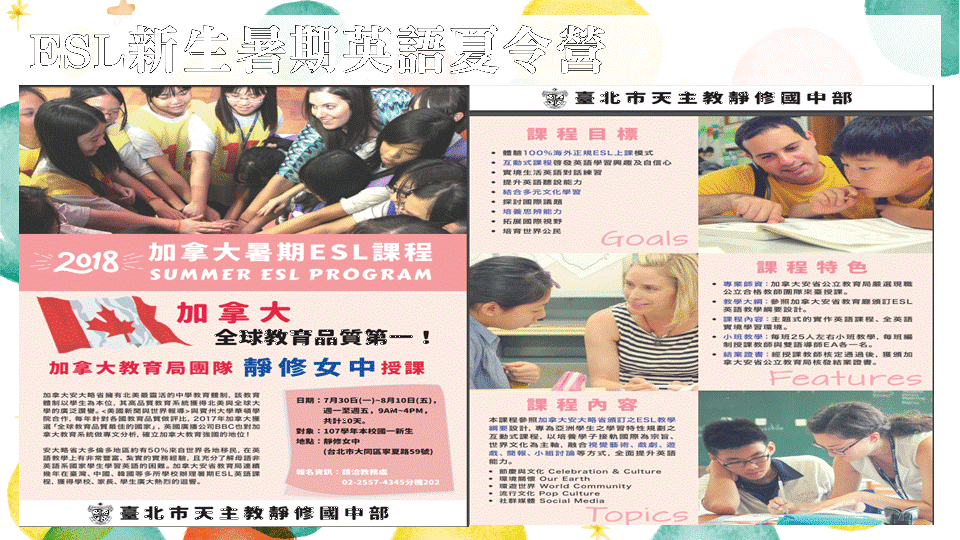 ESL新生暑期英語夏令營
2018 加拿大暑期ESL課程
SUMMER ESL PROGRAM
加拿大
全球教育品質第一！
加拿大教育局團隊 靜修女中授課
加拿大安大略省擁有北美最靈活的中學教育體制, 該教育
體制以學生為本位, 其高品質教育系統獲得北美與全球大
學的廣泛讚譽。<美國新聞與世界報導>與賓州大學華頓學
院合作, 每年針對各國教育品質做評比, 2017年加拿大獲
選「全球教育品質最佳的國家」, 英國廣播公司BBC也對加
拿大教育系統做專文分析, 確立加拿大教育強國的地位！
安大略省大多倫多地區約有50%來自世界各地移民, 在英
語教學上有非常豐富、紮實的實務經驗, 且充分了解母語非
英語系國家學生學習英語的困難。加拿大安省教育局連續
幾年在臺灣、中國、韓國等多所學校辦理暑期ESL英語課
程, 獲得學校、家長、學生廣大熱烈的迴響。
日期：7月30日(一)~8月10日(五),
週一至週五, 9AM~4PM,
共計10天。
對象：107學年本校國一新生
地點：靜修女中
(台北市大同區寧夏路59號)
報名資訊：請洽教務處
02-2557-4345分機202
臺北市天主教靜修國中部
臺北市天主教靜修國中部
課程目標
• 體驗100%海外正規ESL上課模式
• 互動式課程啓發英語學習興趣及自信心
• 實境生活英語對話練習
• 提升英語聽說能力
• 結合多元文化學習
• 探討國際議題
• 培養思辨能力
• 拓展國際視野
• 培育世界公民
Goals
課程特色
• 專業師資：加拿大安省公立教育局嚴選現職
公立合格教師團隊來臺授課。
• 教學大綱：參照加拿大安省教育廳頒訂ESL
英語教學綱要設計。
• 課程內容：主題式的實作英語課程、全英語
實境學習環境。
• 小班教學：每班25人左右小班教學, 每班編
制授課教師與雙語導師EA各一名。
• 結業證書：經授課教師核定通過後, 獲頒加
拿大安省公立教育局核發結業證書。
Features
課程內容
本課程參照加拿大安大略省頒訂之ESL教學
綱要設計, 專為亞洲學生之學習特性規劃之
互動式課程, 以培養學子接軌國際為宗旨、
世界文化為主軸, 融合視覺藝術、戲劇、遊
戲、簡報、小組討論等方式, 全面提升英語
能力。
• 節慶與文化 Celebration & Culture
• 環境關懷 Our Earth
• 環遊世界 World Community
• 流行文化 Pop Culture
• 社群媒體 Social Media
Topics